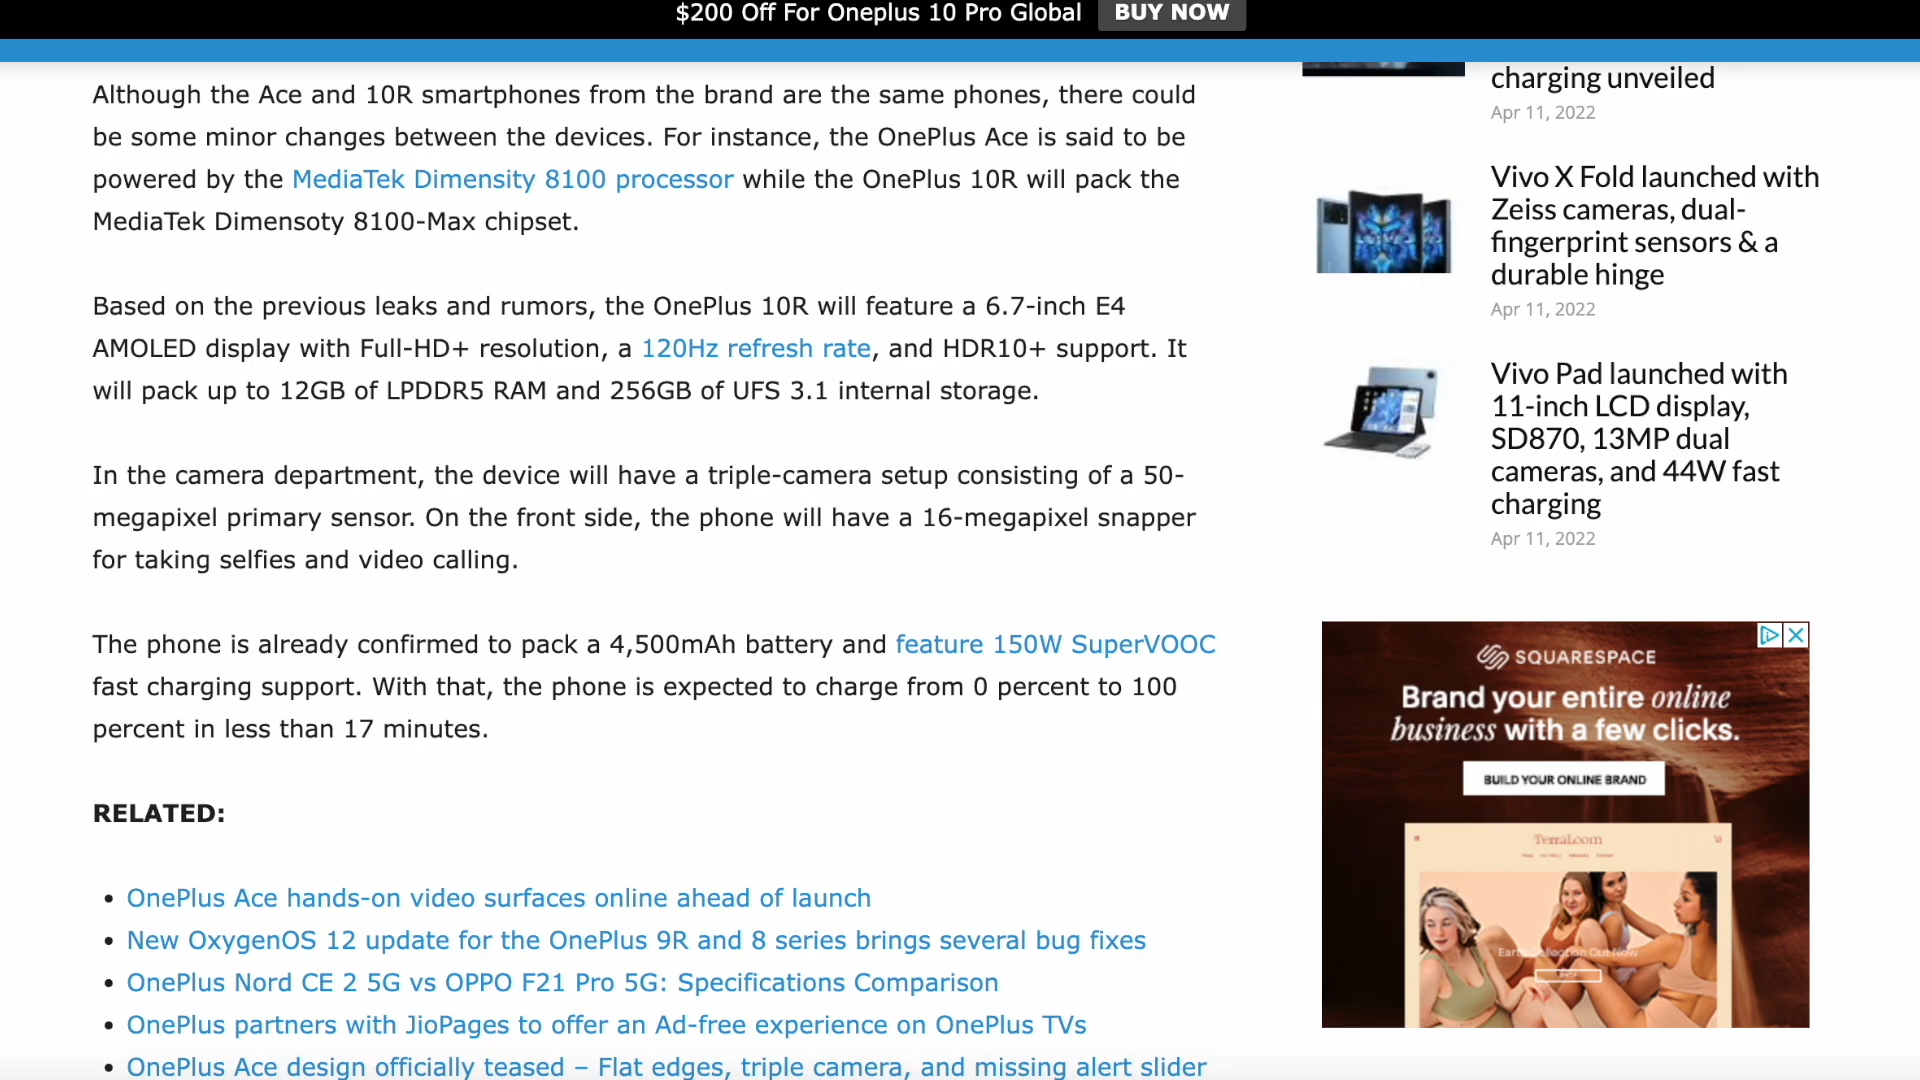 $200 Off For Oneplus 10 Pro Global BUY NOW
Although the Ace and 10R smartphones from the brand are the same phones, there could
be some minor changes between the devices. For instance, the OnePlus Ace is said to be
powered by the MediaTek Dimensity 8100 processor while the OnePlus 10R will pack the
MediaTek Dimensoty 8100-Max chipset.
Based on the previous leaks and rumors, the OnePlus 10R will feature a 6.7-inch E4
AMOLED display with Full-HD+ resolution, a 120Hz refresh rate, and HDR10+ support. It
will pack up to 12GB of LPDDR5 RAM and 256GB of UFS 3.1 internal storage.
In the camera department, the device will have a triple-camera setup consisting of a 50-
megapixel primary sensor. On the front side, the phone will have a 16-megapixel snapper
for taking selfies and video calling.
The phone is already confirmed to pack a 4,500mAh battery and feature 150W SuperVOOC
fast charging support. With that, the phone is expected to charge from 0 percent to 100
percent in less than 17 minutes.
RELATED:
• OnePlus Ace hands-on video surfaces online ahead of launch
• New OxygenOS 12 update for the OnePlus 9R and 8 series brings several bug fixes
• OnePlus Nord CE 2 5G vs OPPO F21 Pro 5G: Specifications Comparison
• OnePlus partners with JioPages to offer an Ad-free experience on OnePlus TVs
• OnePlus Ace design officially teased – Flat edges, triple camera, and missing alert slider
charging unveiled
Apr 11, 2022
Vivo X Fold launched with
Zeiss cameras, dual-
fingerprint sensors & a
durable hinge
Apr 11, 2022
Vivo Pad launched with
11-inch LCD display,
SD870, 13MP dual
cameras, and 44W fast
charging
Apr 11, 2022
SQUARESPACE
Brand your entire online
business with a few clicks.
BUILD YOUR ONLINE BRAND
TerraLoom
Earth Collection Out Now